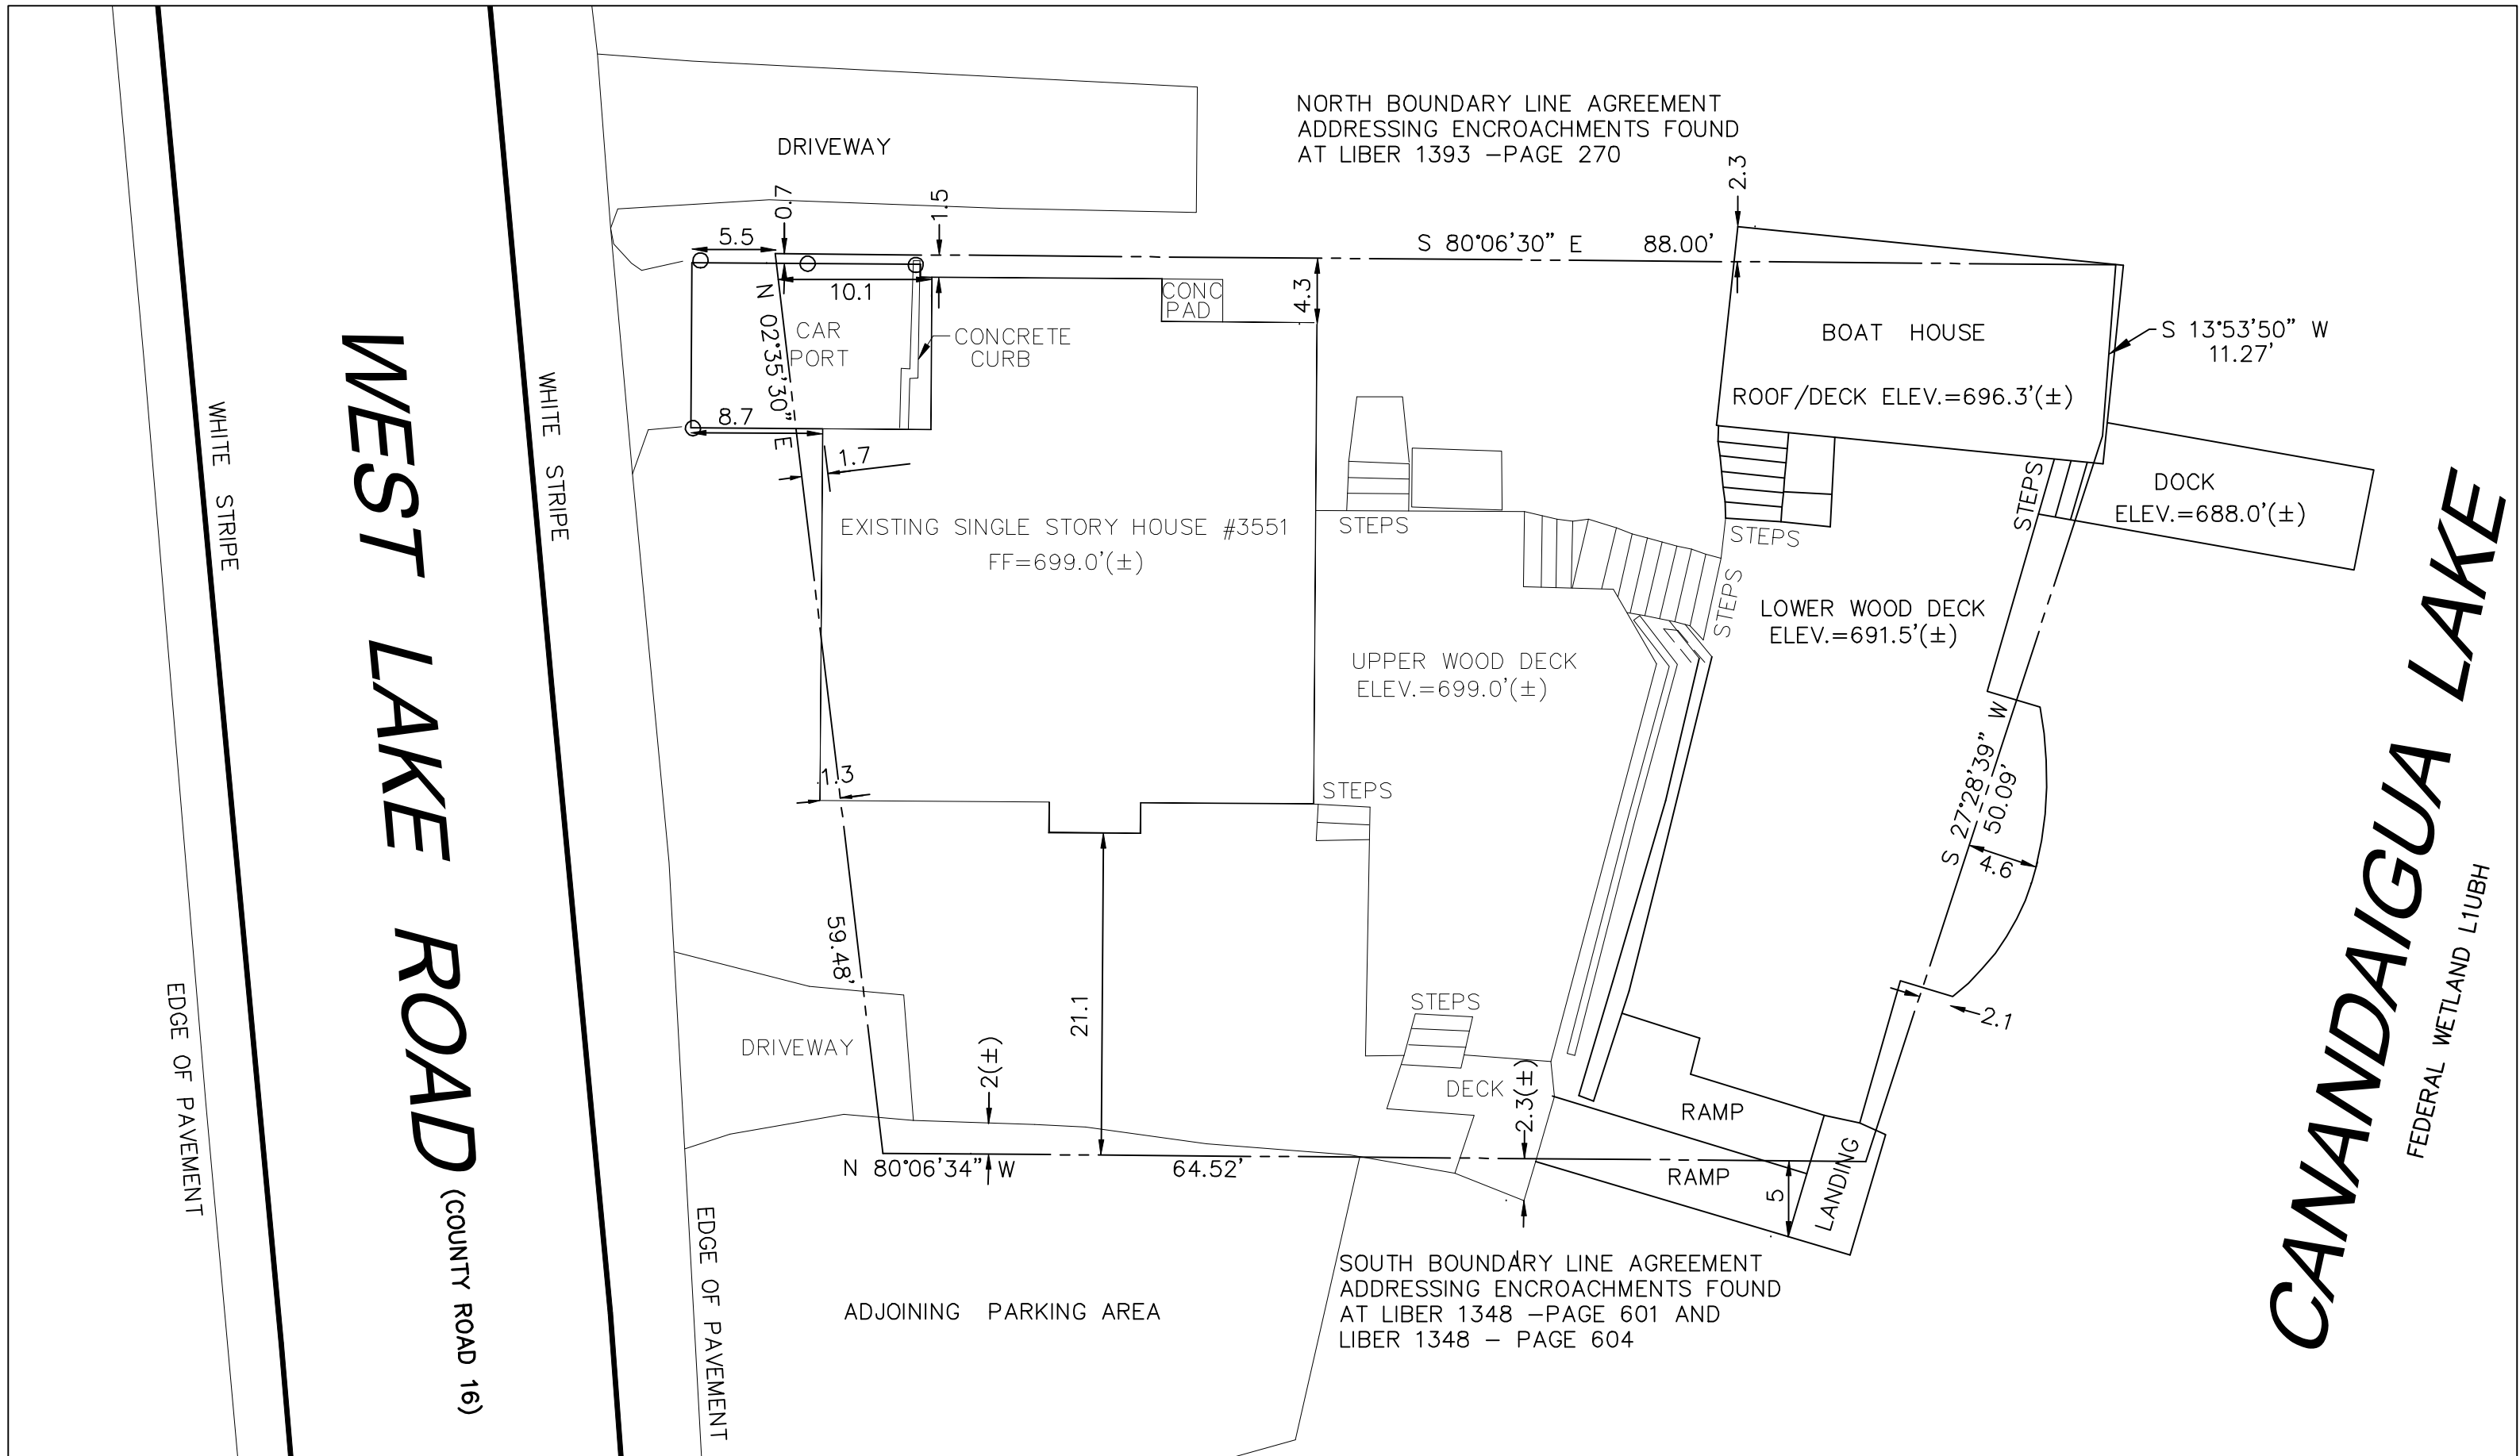 NORTH BOUNDARY LINE AGREEMENT
ADDRESSING ENCROACHMENTS FOUND
AT LIBER 1393 –PAGE 270
DRIVEWAY
2.3
7.0
1.5
5.5
S 80°06'30" E 88.00'
10.1
4.3
CONC
PAD
N 02°35'30" E
CAR
PORT
CONCRETE
CURB
BOAT HOUSE
ROOF/DECK ELEV.=696.3'(±)
S 13°53'50" W
11.27'
8.7
1.7
WHITE STRIPE
WHITE STRIPE
WEST LAKE ROAD
(COUNTY ROAD 16)
EXISTING SINGLE STORY HOUSE #3551
FF=699.0'(±)
STEPS
STEPS
STEPS
STEPS
DOCK
ELEV.=688.0'(±)
LOWER WOOD DECK
ELEV.=691.5'(±)
UPPER WOOD DECK
ELEV.=699.0'(±)
CANANDAIGUA LAKE
FEDERAL WETLAND L1UBH
S 27°28'39" W
50.09'
4.6
1.3
STEPS
59.48'
21.1
STEPS
2.1
DRIVEWAY
2(±)
DECK
2.3(±)
RAMP
RAMP
LANDING
5
N 80°06'34" W 64.52'
EDGE OF PAVEMENT
EDGE OF PAVEMENT
ADJOINING PARKING AREA
SOUTH BOUNDARY LINE AGREEMENT
ADDRESSING ENCROACHMENTS FOUND
AT LIBER 1348 –PAGE 601 AND
LIBER 1348 – PAGE 604